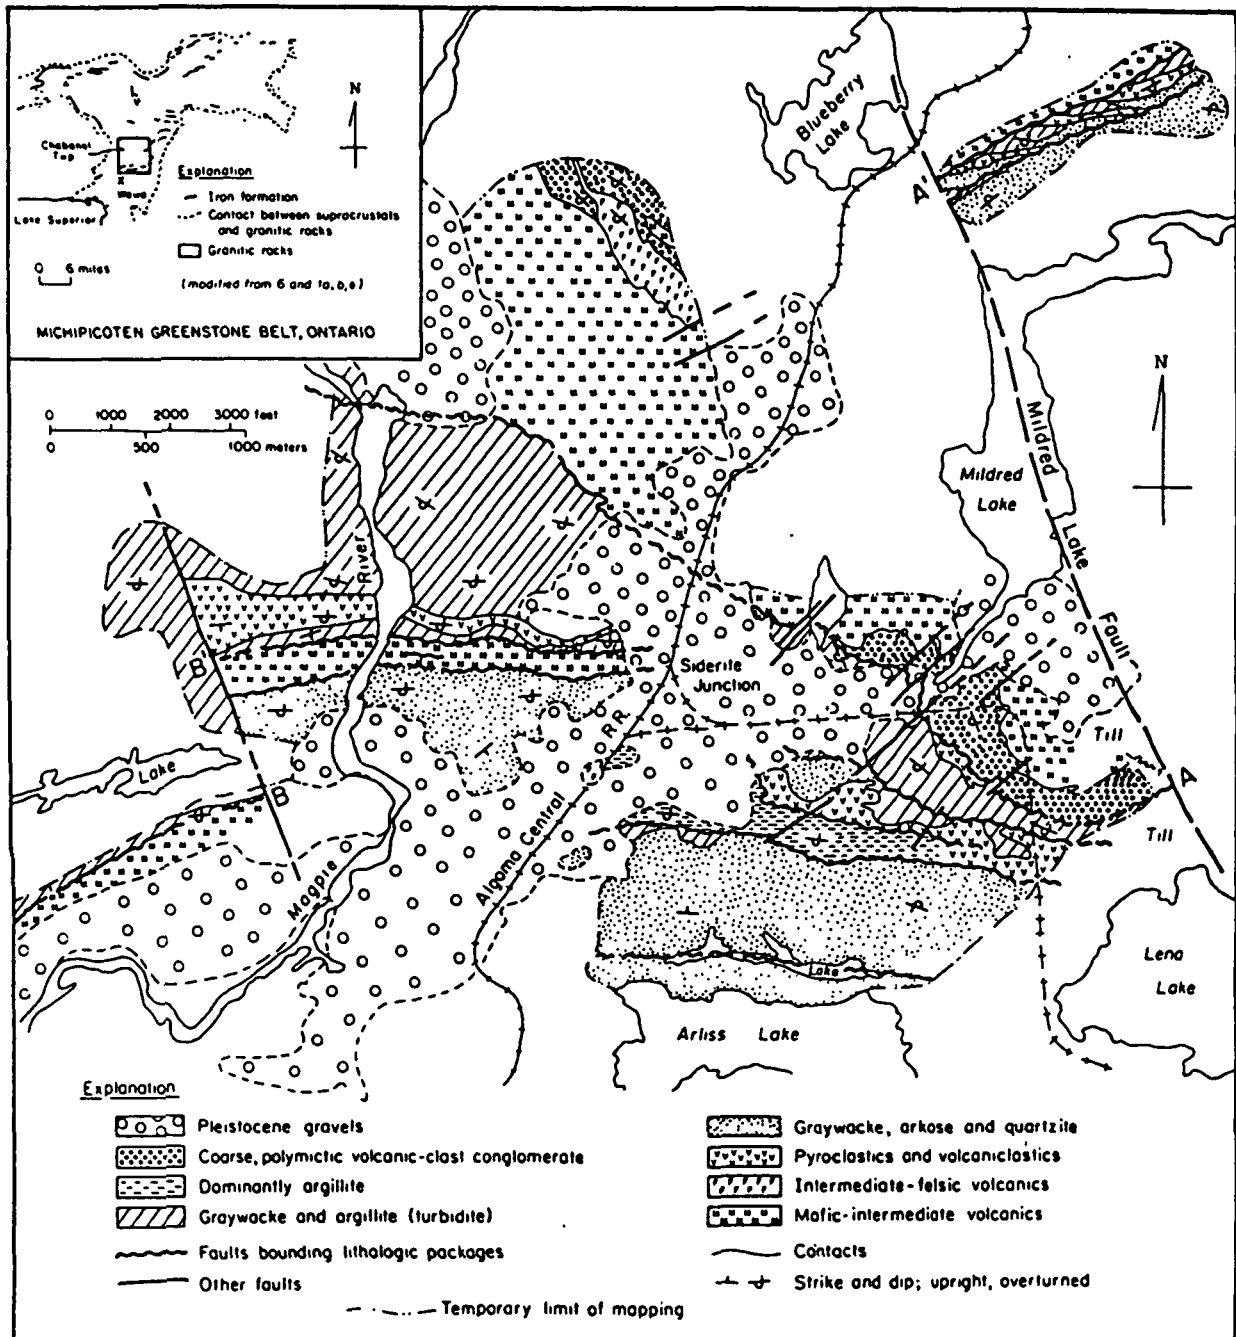 N
Chabanel
Twp
X
Wawa
Lake Superior
Explanation
Iron formation
Contact between supracrustals
and granitic rocks
Granitic rocks
0 6 miles
(modified from 6 and 1a, b, e)
MICHIPICOTEN GREENSTONE BELT, ONTARIO
0 1000 2000 3000 feet
0 500 1000 meters
Blueberry
Lake
A'
N
Mildred
Lake
Mildred
Lake
Fault
River
Siderite
Junction
B'
Till
A
Till
Lake
B
R.R.
Algoma Central
Magpie
Lake
Lena
Lake
Arliss Lake
Explanation
Pleistocene gravels
Coarse, polymictic volcanic-clast conglomerate
Dominantly argillite
Graywacke and argillite (turbidite)
Faults bounding lithologic packages
Other faults
Graywacke, arkose and quartzite
Pyroclastics and volcaniclastics
Intermediate-felsic volcanics
Mafic-intermediate volcanics
Contacts
Strike and dip; upright, overturned
Temporary limit of mapping